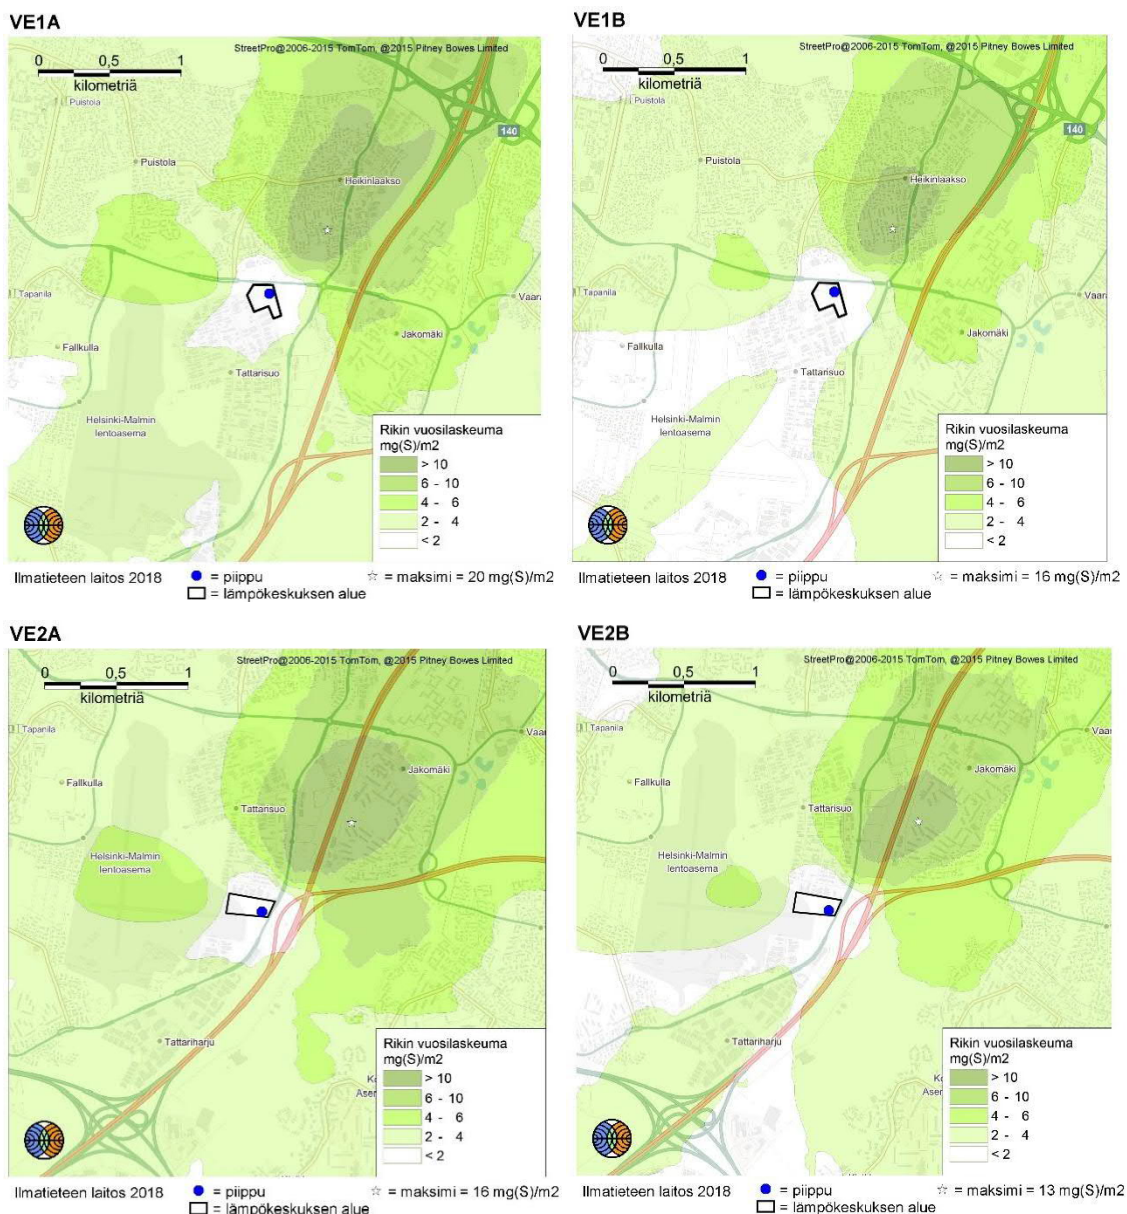 VE1A
StreetPro@2006-2015 TomTom, @2015 Pitney Bowes Limited
0 0,5 1
kilometriä
Puistola
140
Puistola
Heikinlaakso
Tapanila
Vaara
Jakomäki
Fallkulla
Tattarisuo
Helsinki-Malmin
lentoasema
Rikin vuosilaskeuma
mg(S)/m2
> 10
6 - 10
4 - 6
2 - 4
< 2
Ilmatieteen laitos 2018
= piippu
☆ = maksimi = 20 mg(S)/m2
= lämpökeskuksen alue
VE1B
StreetPro@2006-2015 TomTom, @2015 Pitney Bowes Limited
0 0,5 1
kilometriä
Puistola
140
Puistola
Heikinlaakso
Tapanila
Vaara
Jakomäki
Fallkulla
Tattarisuo
Helsinki-Malmin
lentoasema
Rikin vuosilaskeuma
mg(S)/m2
> 10
6 - 10
4 - 6
2 - 4
< 2
Ilmatieteen laitos 2018
= piippu
☆ = maksimi = 16 mg(S)/m2
= lämpökeskuksen alue
VE2A
StreetPro@2006-2015 TomTom, @2015 Pitney Bowes Limited
0 0,5 1
kilometriä
Tapanila
Vaar
Jakomäki
Fallkulla
Tattarisuo
Helsinki-Malmin
lentoasema
Tattariharju
Asen
Rikin vuosilaskeuma
mg(S)/m2
> 10
6 - 10
4 - 6
2 - 4
< 2
Ilmatieteen laitos 2018
= piippu
☆ = maksimi = 16 mg(S)/m2
= lämpökeskuksen alue
VE2B
StreetPro@2006-2015 TomTom, @2015 Pitney Bowes Limited
0 0,5 1
kilometriä
Tapanila
Vaar
Jakomäki
Fallkulla
Tattarisuo
Helsinki-Malmin
lentoasema
Tattariharju
Asen
Rikin vuosilaskeuma
mg(S)/m2
> 10
6 - 10
4 - 6
2 - 4
< 2
Ilmatieteen laitos 2018
= piippu
☆ = maksimi = 13 mg(S)/m2
= lämpökeskuksen alue